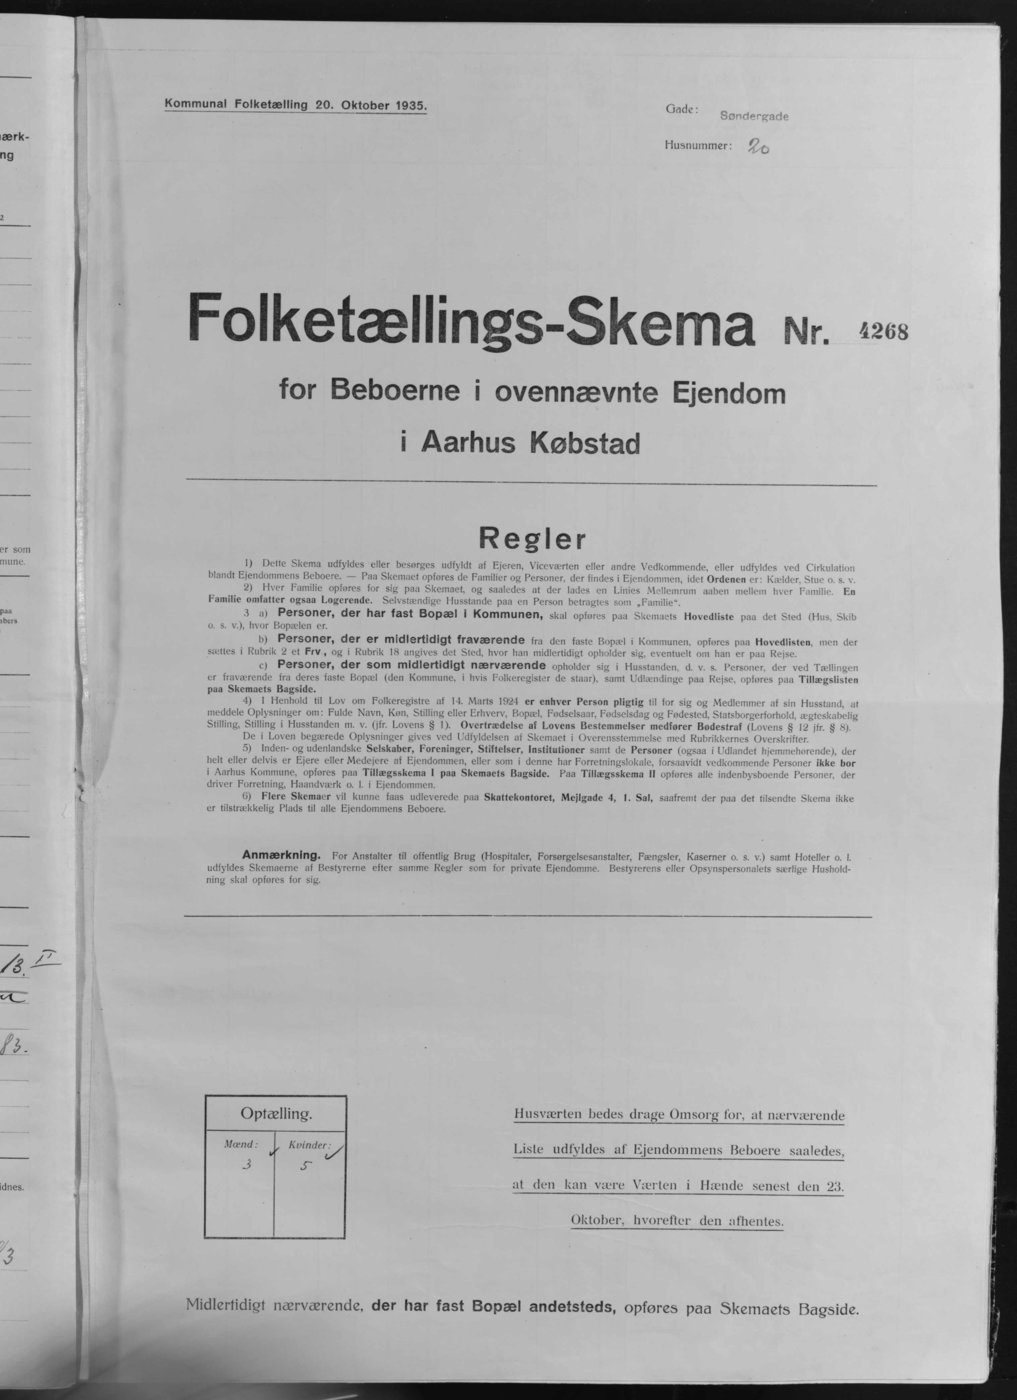 ærk-
ng
2
er som
mune.
paa
13. II
83.
idnes.
Kommunal Folketælling 20. Oktober 1935.
Gade: Søndergade
Husnummer: 20
Folketællings-Skema Nr. 4268
for Beboerne i ovennævnte Ejendom
i Aarhus Købstad
Regler
1) Dette Skema udfyldes eller besørges udfyldt af Ejeren, Viceværten eller andre Vedkommende, eller udfyldes ved Cirkulation
blandt Ejendommens Beboere. — Paa Skemaet opføres de Familier og Personer, der findes i Ejendommen, idet Ordenen er: Kælder, Stue o. s. v.
2) Hver Familie opføres for sig paa Skemaet, og saaledes at der lades en Linies Mellemrum aaben mellem hver Familie. En
Familie omfatter ogsaa Logerende. Selvstændige Husstande paa en Person betragtes som „Familie“.
3 a) Personer, der har fast Bopæl i Kommunen, skal opføres paa Skemaets Hovedliste paa det Sted (Hus, Skib
o. s. v.), hvor Bopælen er.
b) Personer, der er midlertidigt fraværende fra den faste Bopæl i Kommunen, opføres paa Hovedlisten, men der
sættes i Rubrik 2 et Frv., og i Rubrik 18 angives det Sted, hvor han midlertidigt opholder sig, eventuelt om han er paa Rejse.
c) Personer, der som midlertidigt nærværende opholder sig i Husstanden, d. v. s. Personer, der ved Tællingen
er fraværende fra deres faste Bopæl (den Kommune, i hvis Folkeregister de staar), samt Udlændinge paa Rejse, opføres paa Tillægslisten
paa Skemaets Bagside.
4) I Henhold til Lov om Folkeregistre af 14. Marts 1924 er enhver Person pligtig til for sig og Medlemmer af sin Husstand, at
meddele Oplysninger om: Fulde Navn, Køn, Stilling eller Erhverv, Bopæl, Fødselsaar, Fødselsdag og Fødested, Statsborgerforhold, ægteskabelig
Stilling, Stilling i Husstanden m. v. (jfr. Lovens § 1). Overtrædelse af Lovens Bestemmelser medfører Bødestraf (Lovens § 12 jfr. § 8).
De i Loven begærede Oplysninger gives ved Udfyldelsen af Skemaet i Overensstemmelse med Rubrikkernes Overskrifter.
5) Inden- og udenlandske Selskaber, Foreninger, Stiftelser, Institutioner samt de Personer (ogsaa i Udlandet hjemmehørende), der
helt eller delvis er Ejere eller Medejere af Ejendommen, eller som i denne har Forretningslokale, forsaavidt vedkommende Personer ikke bor
i Aarhus Kommune, opføres paa Tillægsskema I paa Skemaets Bagside. Paa Tillægsskema II opføres alle indenbysboende Personer, der
driver Forretning, Haandværk o. l. i Ejendommen.
6) Flere Skemaer vil kunne faas udleverede paa Skattekontoret, Mejlgade 4, 1. Sal, saafremt der paa det tilsendte Skema ikke
er tilstrækkelig Plads til alle Ejendommens Beboere.
Anmærkning. For Anstalter til offentlig Brug (Hospitaler, Forsørgelsesanstalter, Fængsler, Kaserner o. s. v.) samt Hoteller o. l.
udfyldes Skemaerne af Bestyrerne efter samme Regler som for private Ejendomme. Bestyrerens eller Opsynspersonalets særlige Hushold-
ning skal opføres for sig.
Optælling.
Mænd: Kvinder:
3 5
Husværten bedes drage Omsorg for, at nærværende
Liste udfyldes af Ejendommens Beboere saaledes,
at den kan være Værten i Hænde senest den 23.
Oktober, hvorefter den afhentes.
Midlertidigt nærværende, der har fast Bopæl andetsteds, opføres paa Skemaets Bagside.